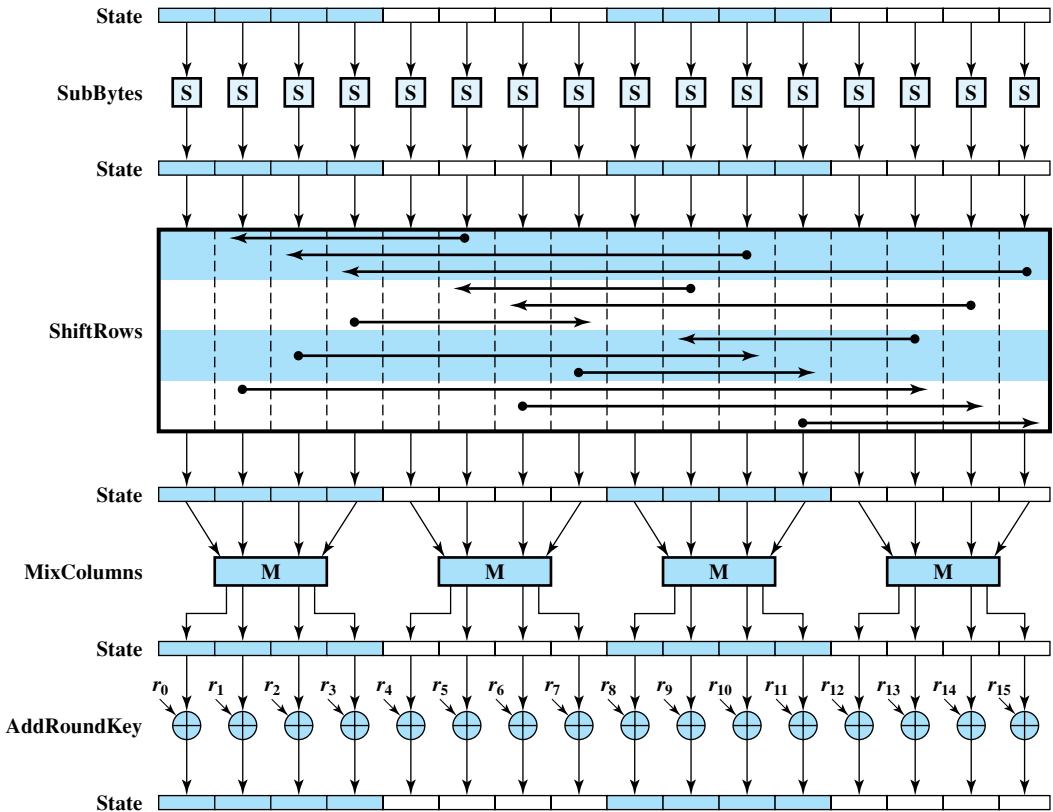 State
SubBytes S S S S S S S S S S S S S S S S
State
ShiftRows
State
MixColumns M M M M
State
r0 r1 r2 r3 r4 r5 r6 r7 r8 r9 r10 r11 r12 r13 r14 r15
AddRoundKey
State